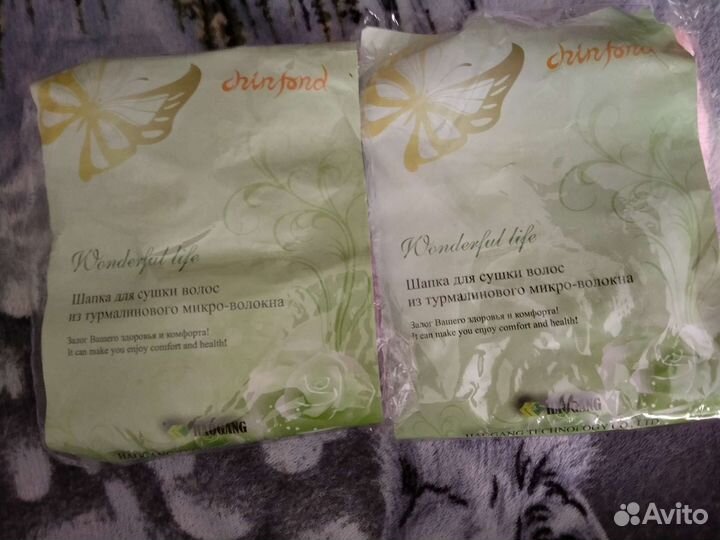 chinfond
Wonderful life
Шапка для сушки волос
из турмалинового микро-волокна
Залог Вашего здоровья и комфорта!
It can make you enjoy comfort and health!
HAOGANG
chinfond
Wonderful life
Шапка для сушки волос
из турмалинового микро-волокна
Залог Вашего здоровья и комфорта!
It can make you enjoy comfort and health!
HAOGANG
TECHNOLOGY CO., LTD
Avito